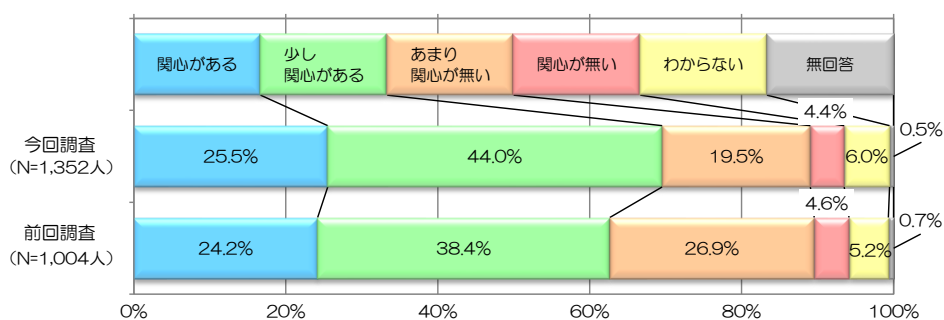 関心がある
少し
関心がある
あまり
関心が無い
関心が無い
わからない
無回答
今回調査
（N=1,352人）
25.5%
44.0%
19.5%
4.4%
6.0%
0.5%
前回調査
（N=1,004人）
24.2%
38.4%
26.9%
4.6%
5.2%
0.7%
0%
20%
40%
60%
80%
100%